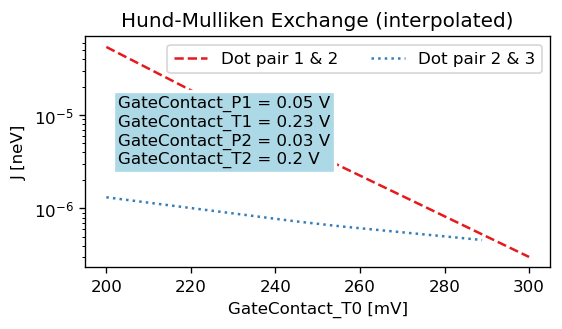 Hund-Mulliken Exchange (interpolated)
Dot pair 1 & 2
Dot pair 2 & 3
GateContact_P1 = 0.05 V
GateContact_T1 = 0.23 V
GateContact_P2 = 0.03 V
GateContact_T2 = 0.2 V
J [neV]
10⁻⁵
10⁻⁶
200 220 240 260 280 300
GateContact_T0 [mV]